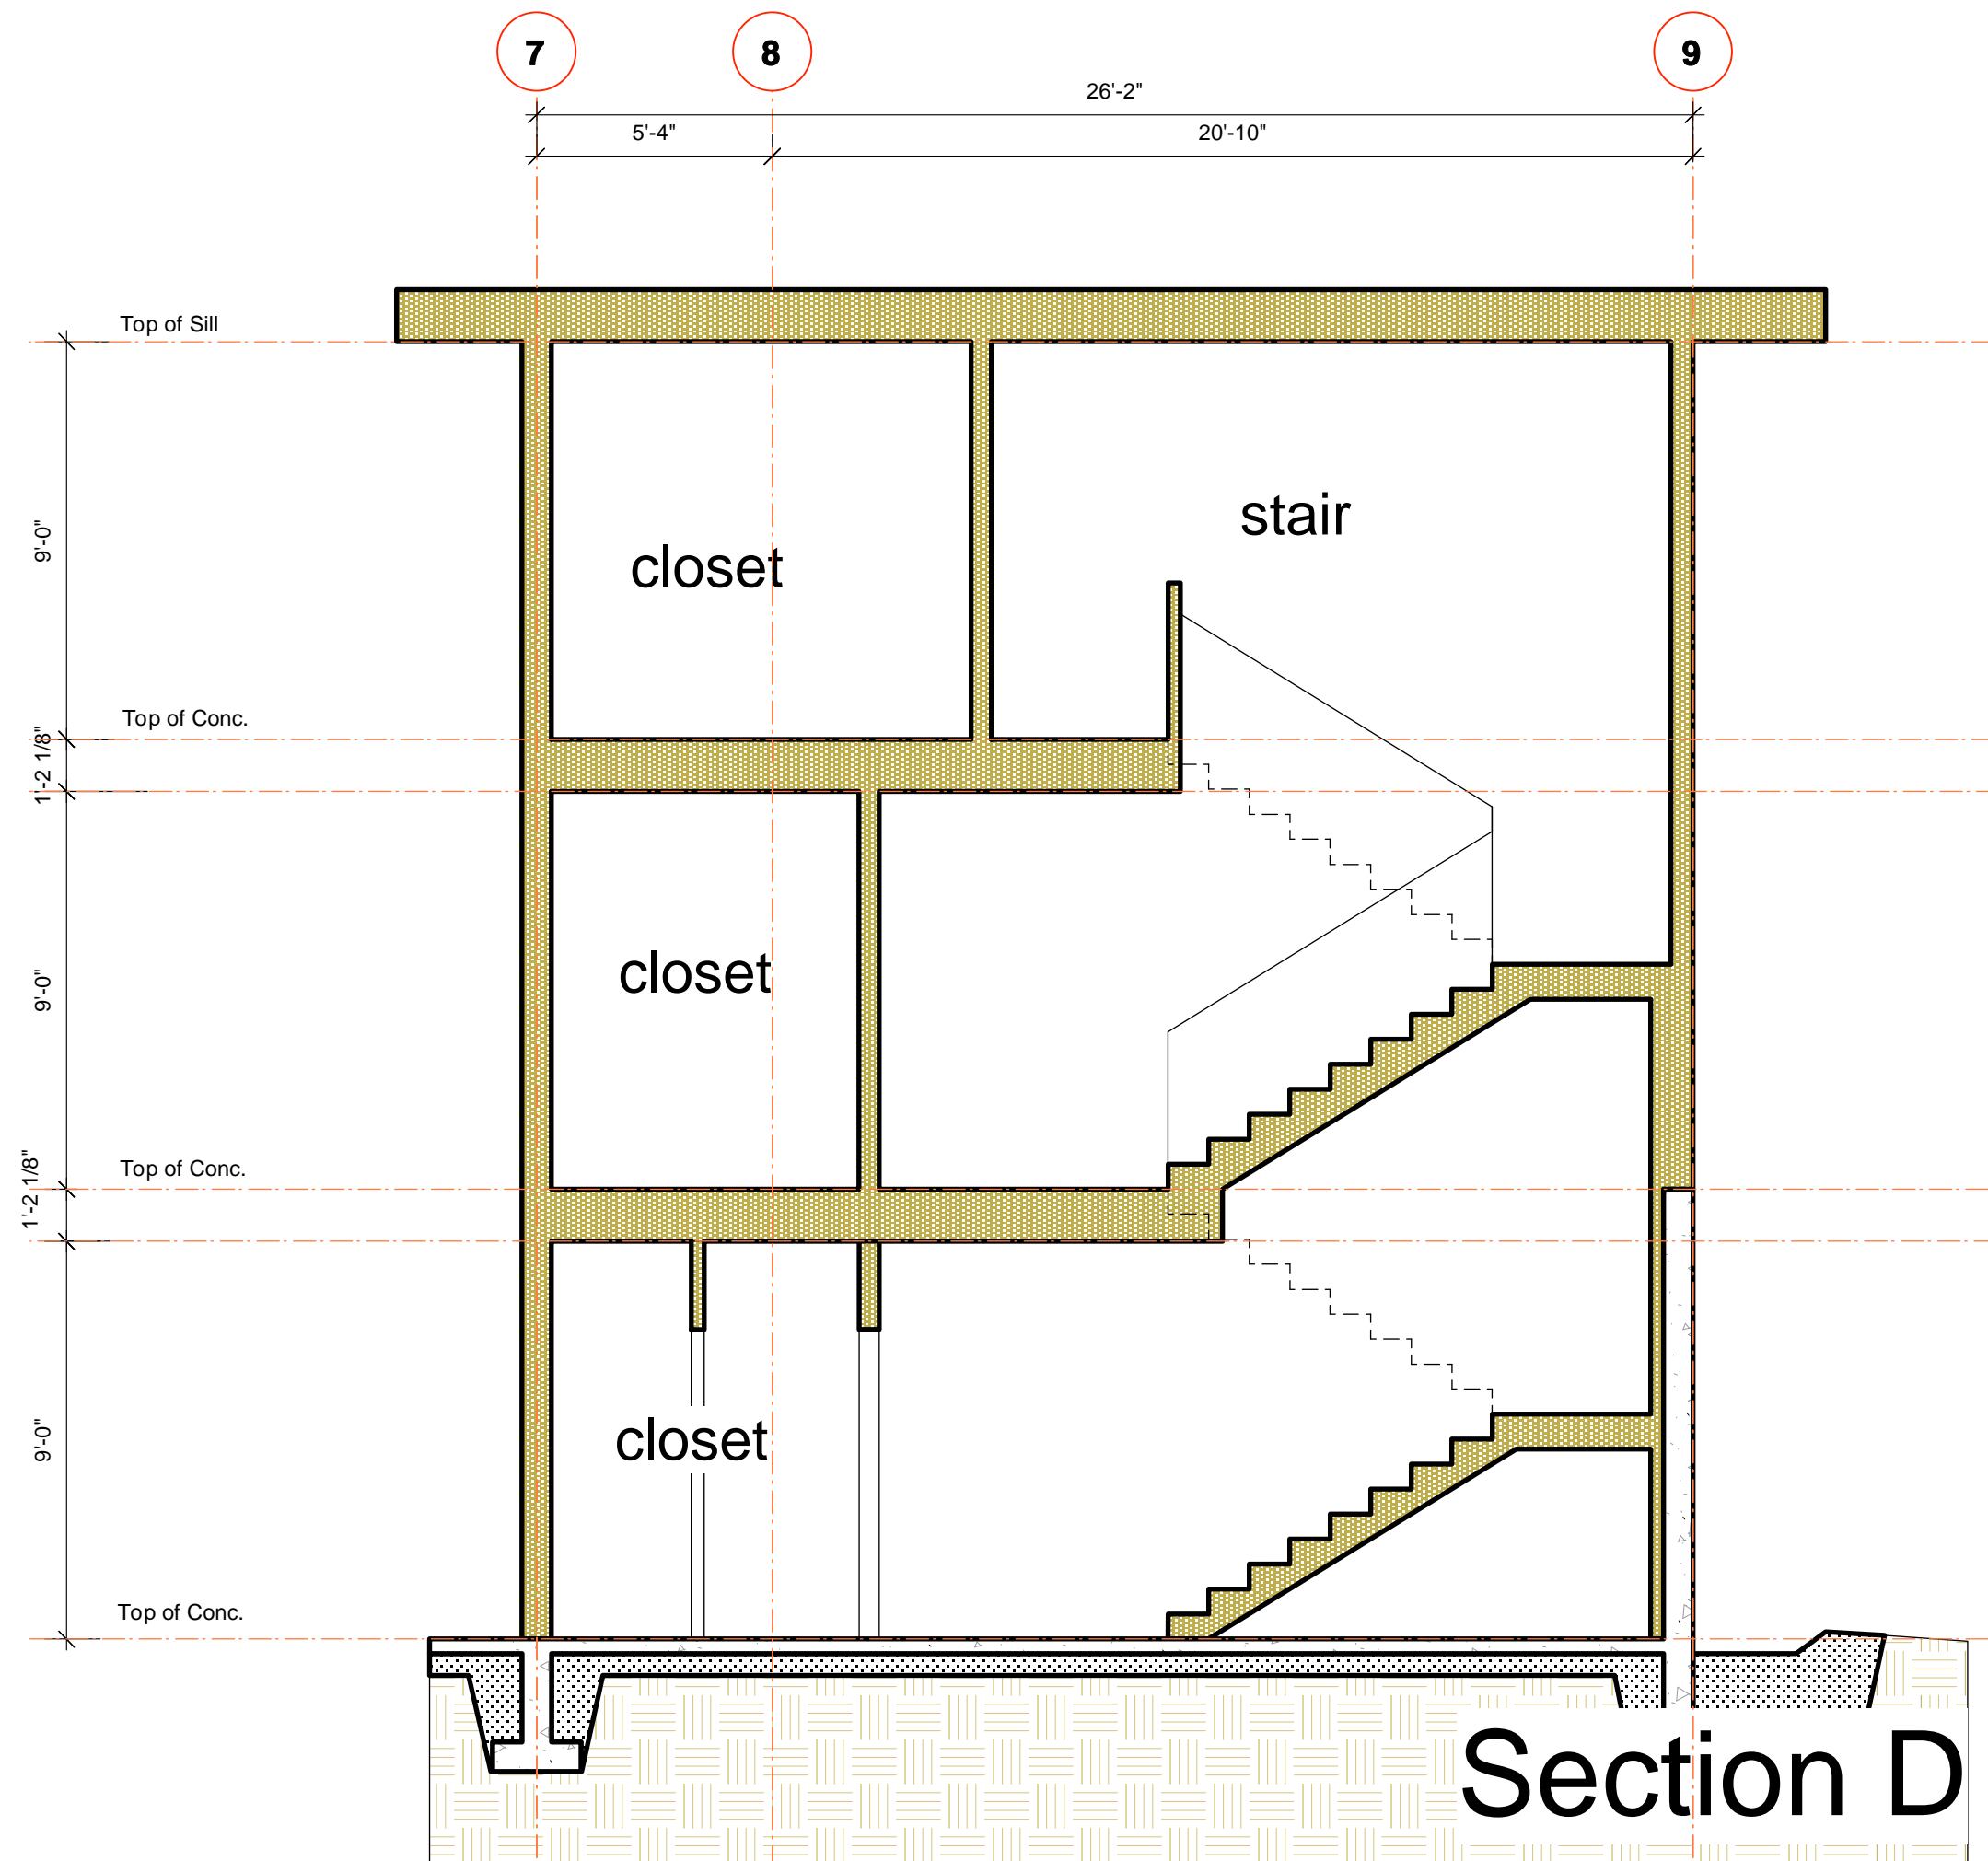 7 8 9
26'-2"
5'-4" 20'-10"
Top of Sill
9'-0"
stair
closet
Top of Conc.
1'-2 1/8"
9'-0"
closet
Top of Conc.
1'-2 1/8"
9'-0"
closet
Top of Conc.
Section D